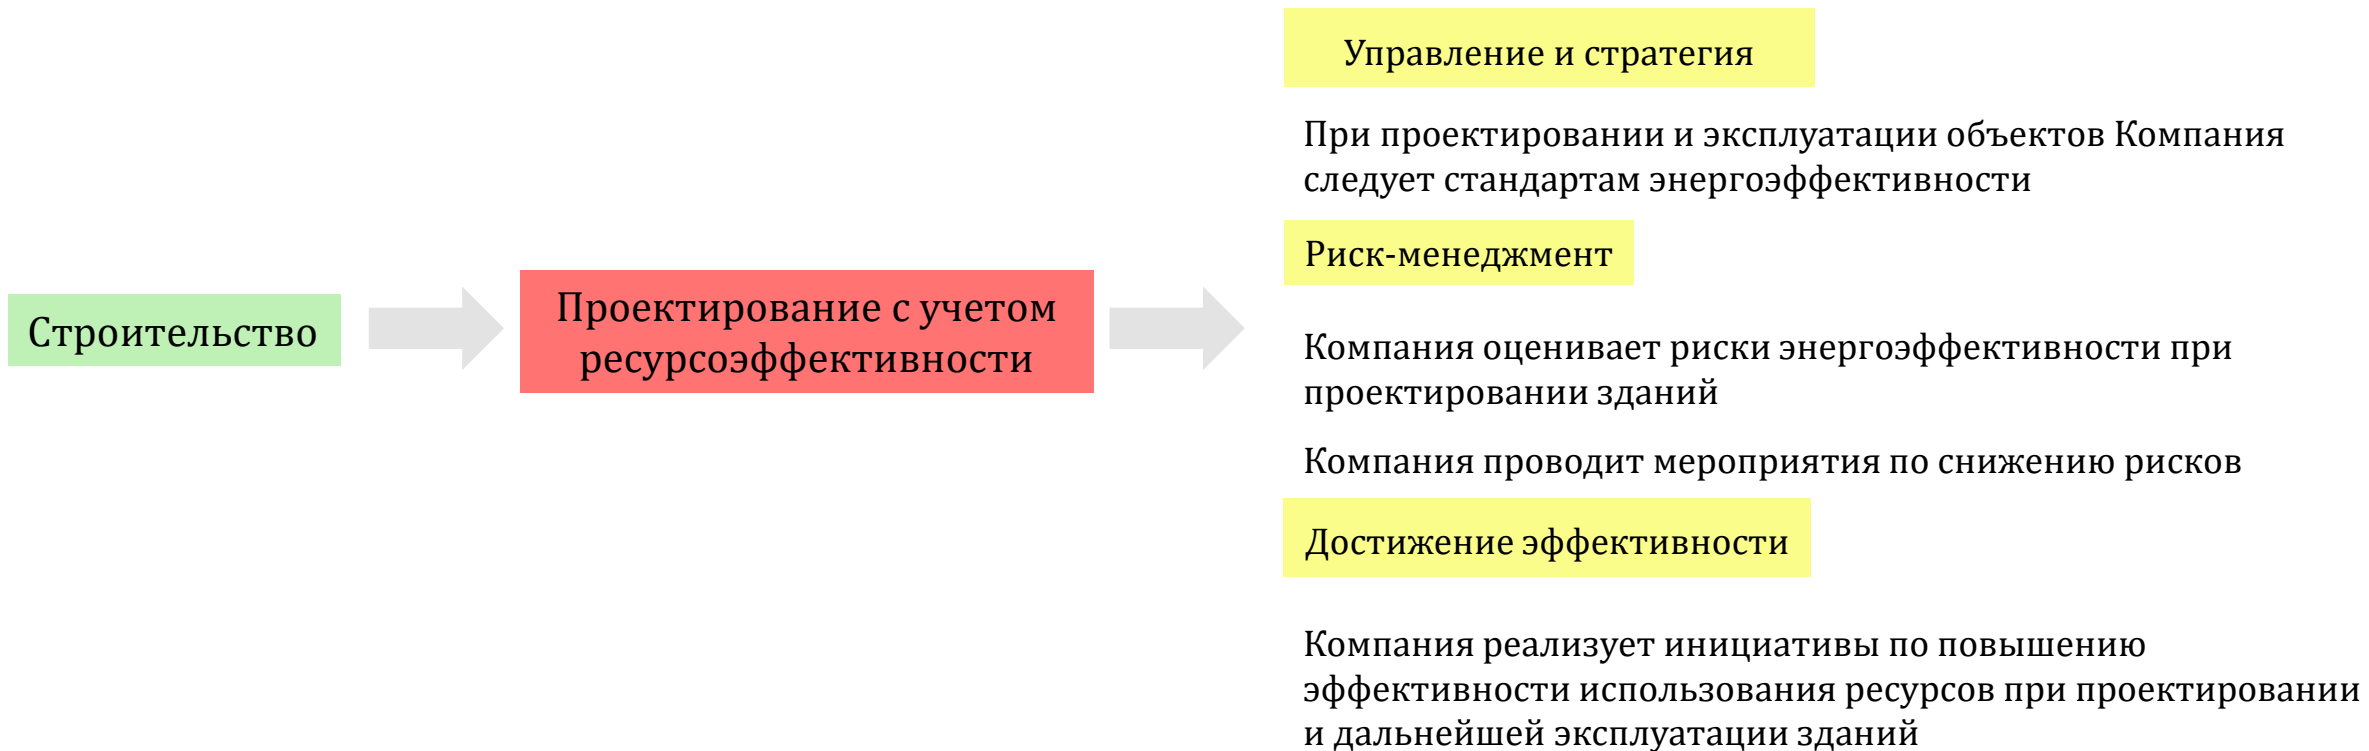 Строительство
Проектирование с учетом
ресурсоэффективности
Управление и стратегия
При проектировании и эксплуатации объектов Компания
следует стандартам энергоэффективности
Риск-менеджмент
Компания оценивает риски энергоэффективности при
проектировании зданий
Компания проводит мероприятия по снижению рисков
Достижение эффективности
Компания реализует инициативы по повышению
эффективности использования ресурсов при проектировании
и дальнейшей эксплуатации зданий